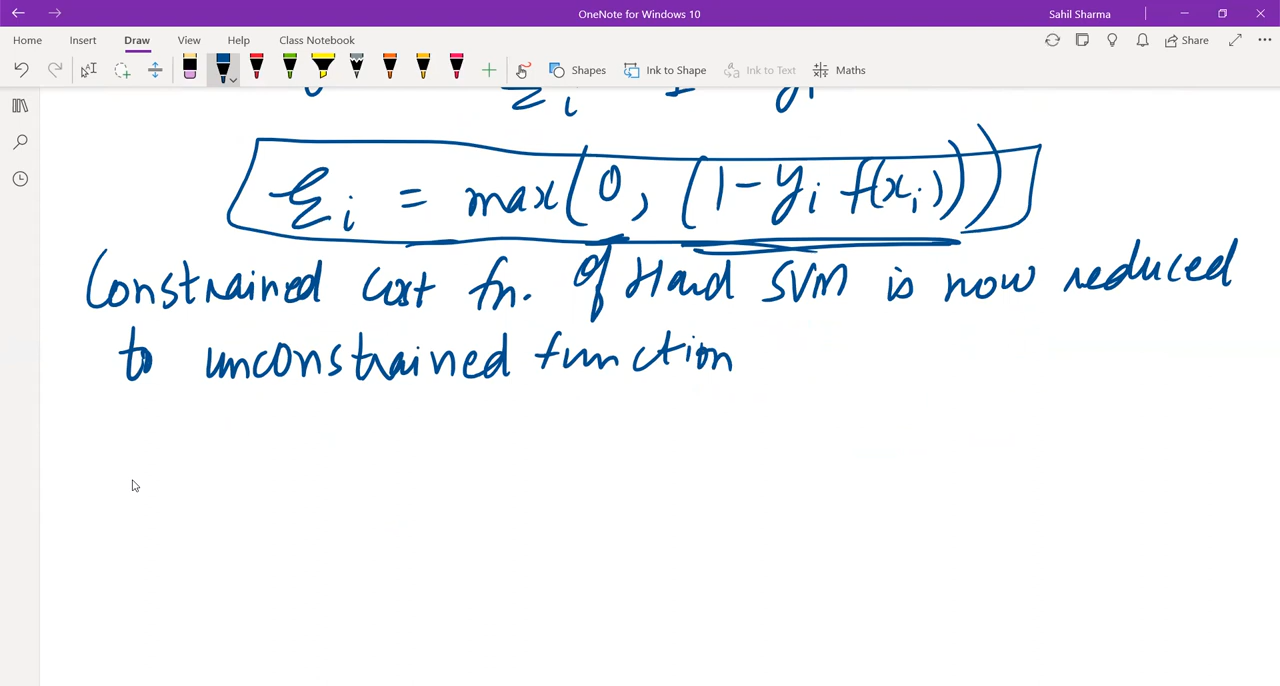 OneNote for Windows 10
Sahil Sharma
Home Insert Draw View Help Class Notebook
Share
Shapes Ink to Shape Ink to Text Maths
ξi = max(0, (1 - yi f(xi)))
Constrained cost fn. of Hard SVM is now reduced
to unconstrained function